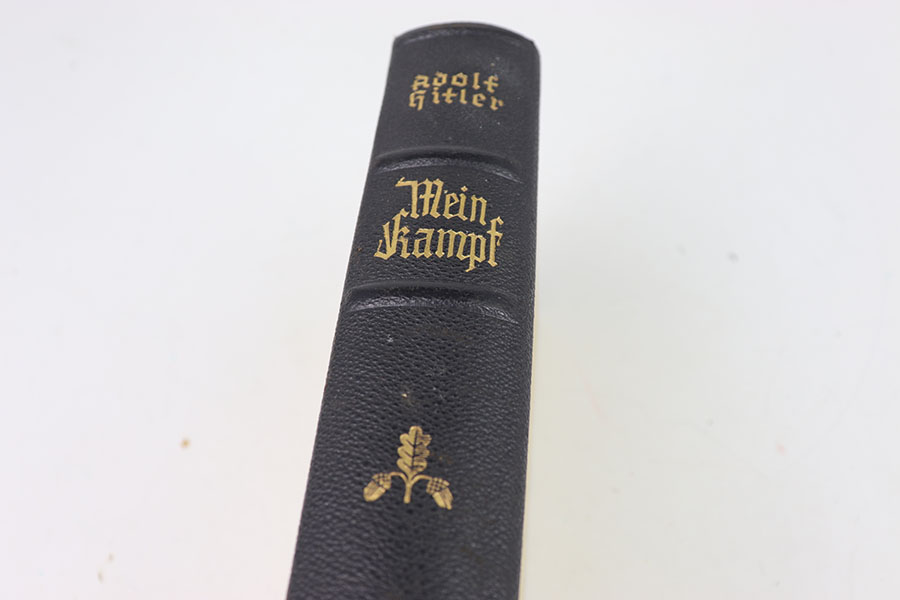 Adolf
Hitler
Mein
Kampf